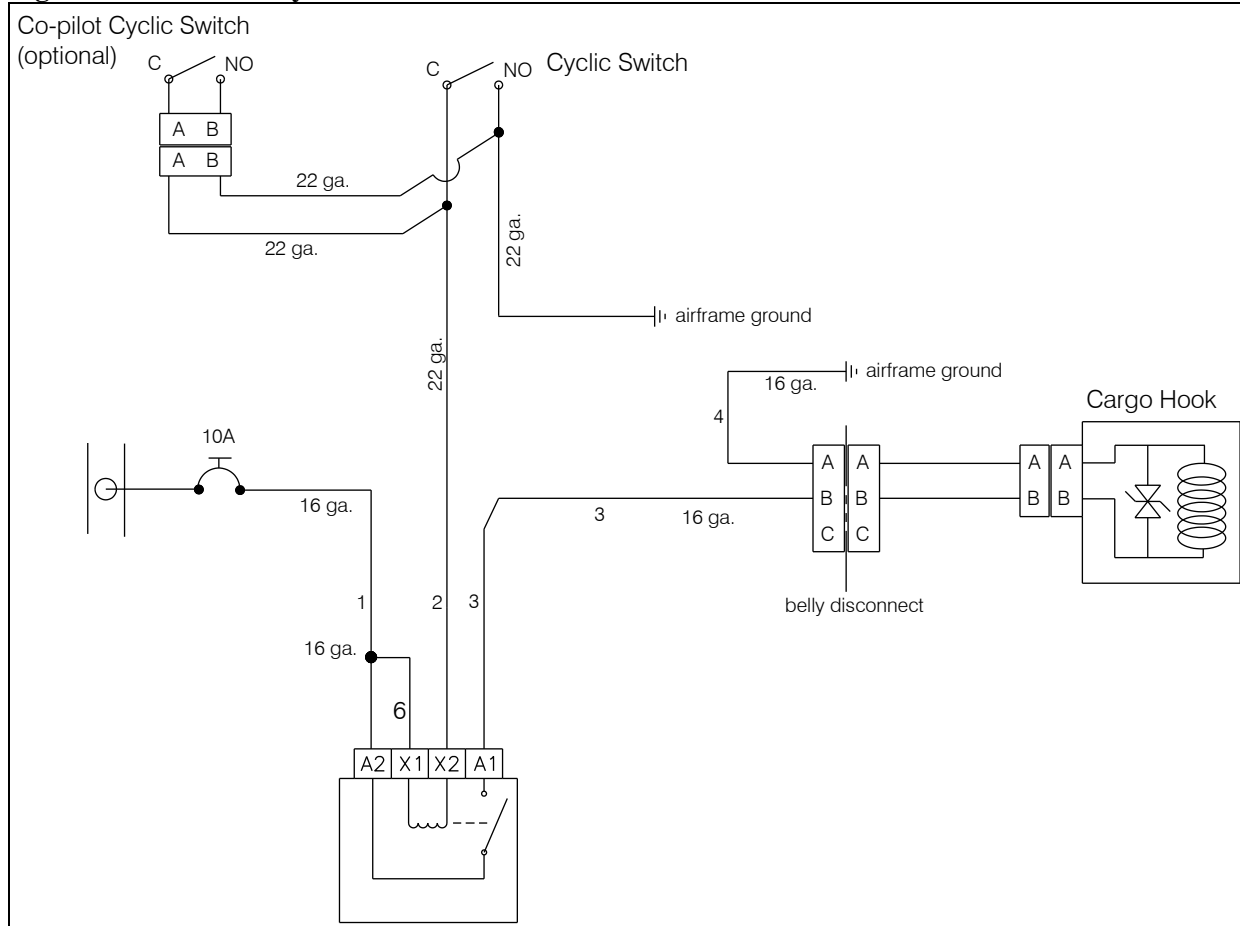 Co-pilot Cyclic Switch
(optional)
C
NO
C
NO
Cyclic Switch
A B
A B
22 ga.
22 ga.
22 ga.
airframe ground
22 ga.
airframe ground
16 ga.
4
Cargo Hook
10A
16 ga.
A
B
C
A
B
C
A
B
A
B
3
16 ga.
belly disconnect
1
2
3
16 ga.
6
A2
X1
X2
A1